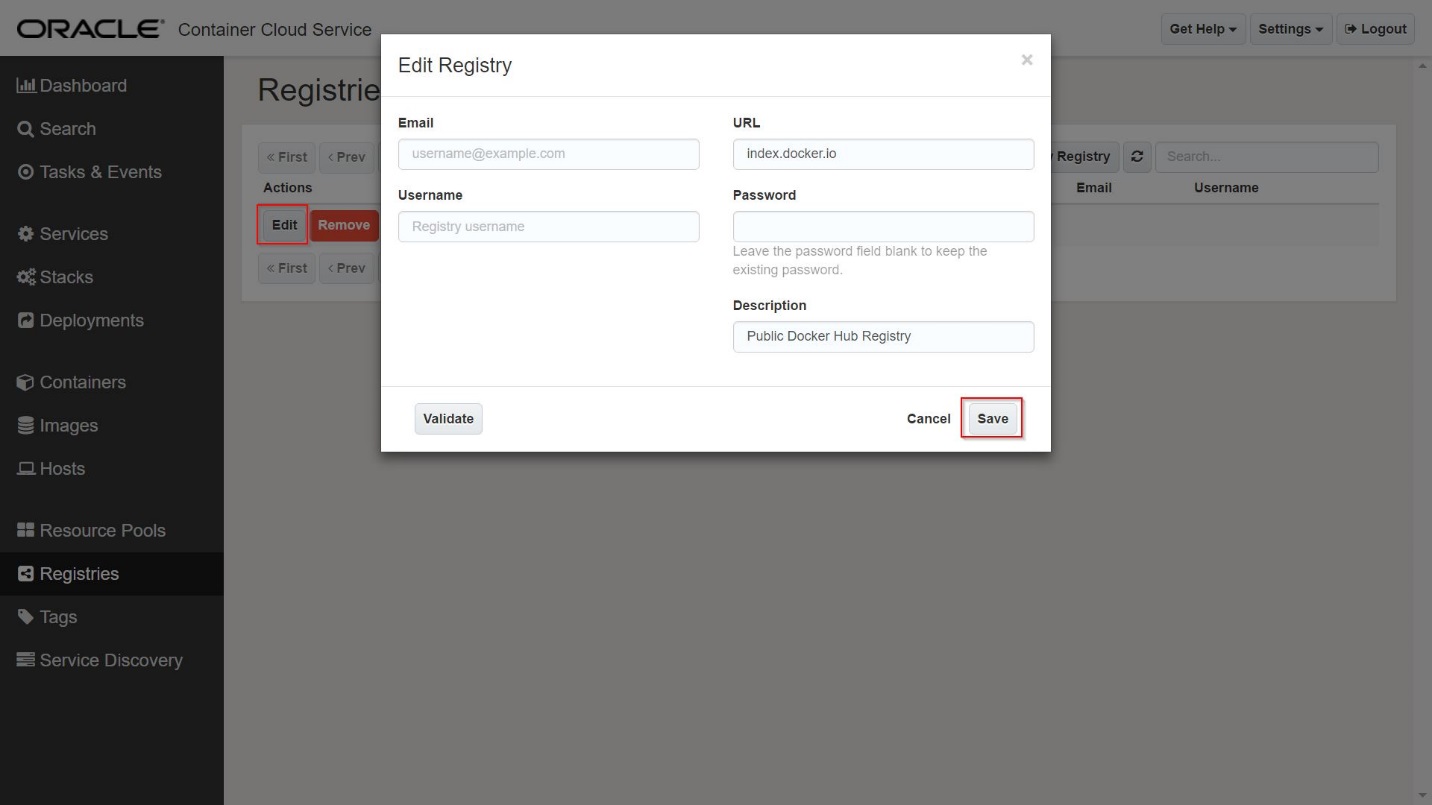 ORACLE® Container Cloud Service
Get Help
Settings
Logout
Dashboard
Search
Tasks & Events
Services
Stacks
Deployments
Containers
Images
Hosts
Resource Pools
Registries
Tags
Service Discovery
Registrie
« First
‹ Prev
Registry
Search...
Actions
Email
Username
Edit
Remove
« First
‹ Prev
Edit Registry
×
Email
username@example.com
URL
index.docker.io
Username
Registry username
Password
Leave the password field blank to keep the
existing password.
Description
Public Docker Hub Registry
Validate
Cancel
Save